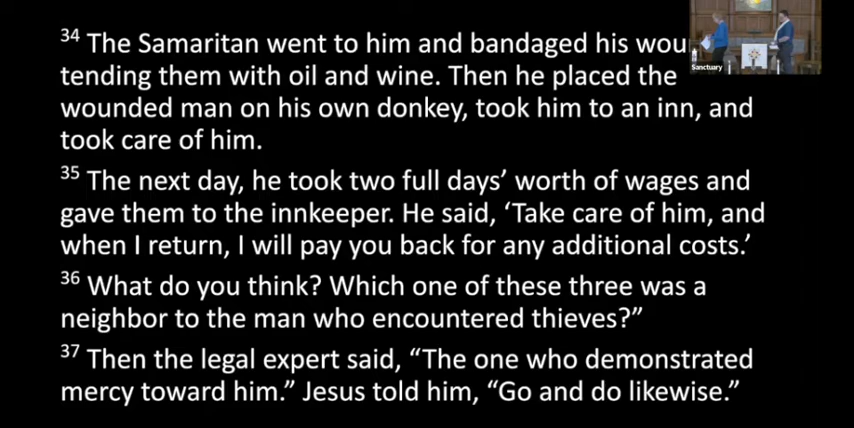 ³⁴ The Samaritan went to him and bandaged his
tending them with oil and wine. Then he placed the
wounded man on his own donkey, took him to an inn, and
took care of him.
³⁵ The next day, he took two full days’ worth of wages and
gave them to the innkeeper. He said, ‘Take care of him, and
when I return, I will pay you back for any additional costs.’
³⁶ What do you think? Which one of these three was a
neighbor to the man who encountered thieves?”
³⁷ Then the legal expert said, “The one who demonstrated
mercy toward him.” Jesus told him, “Go and do likewise.”
Sanctuary